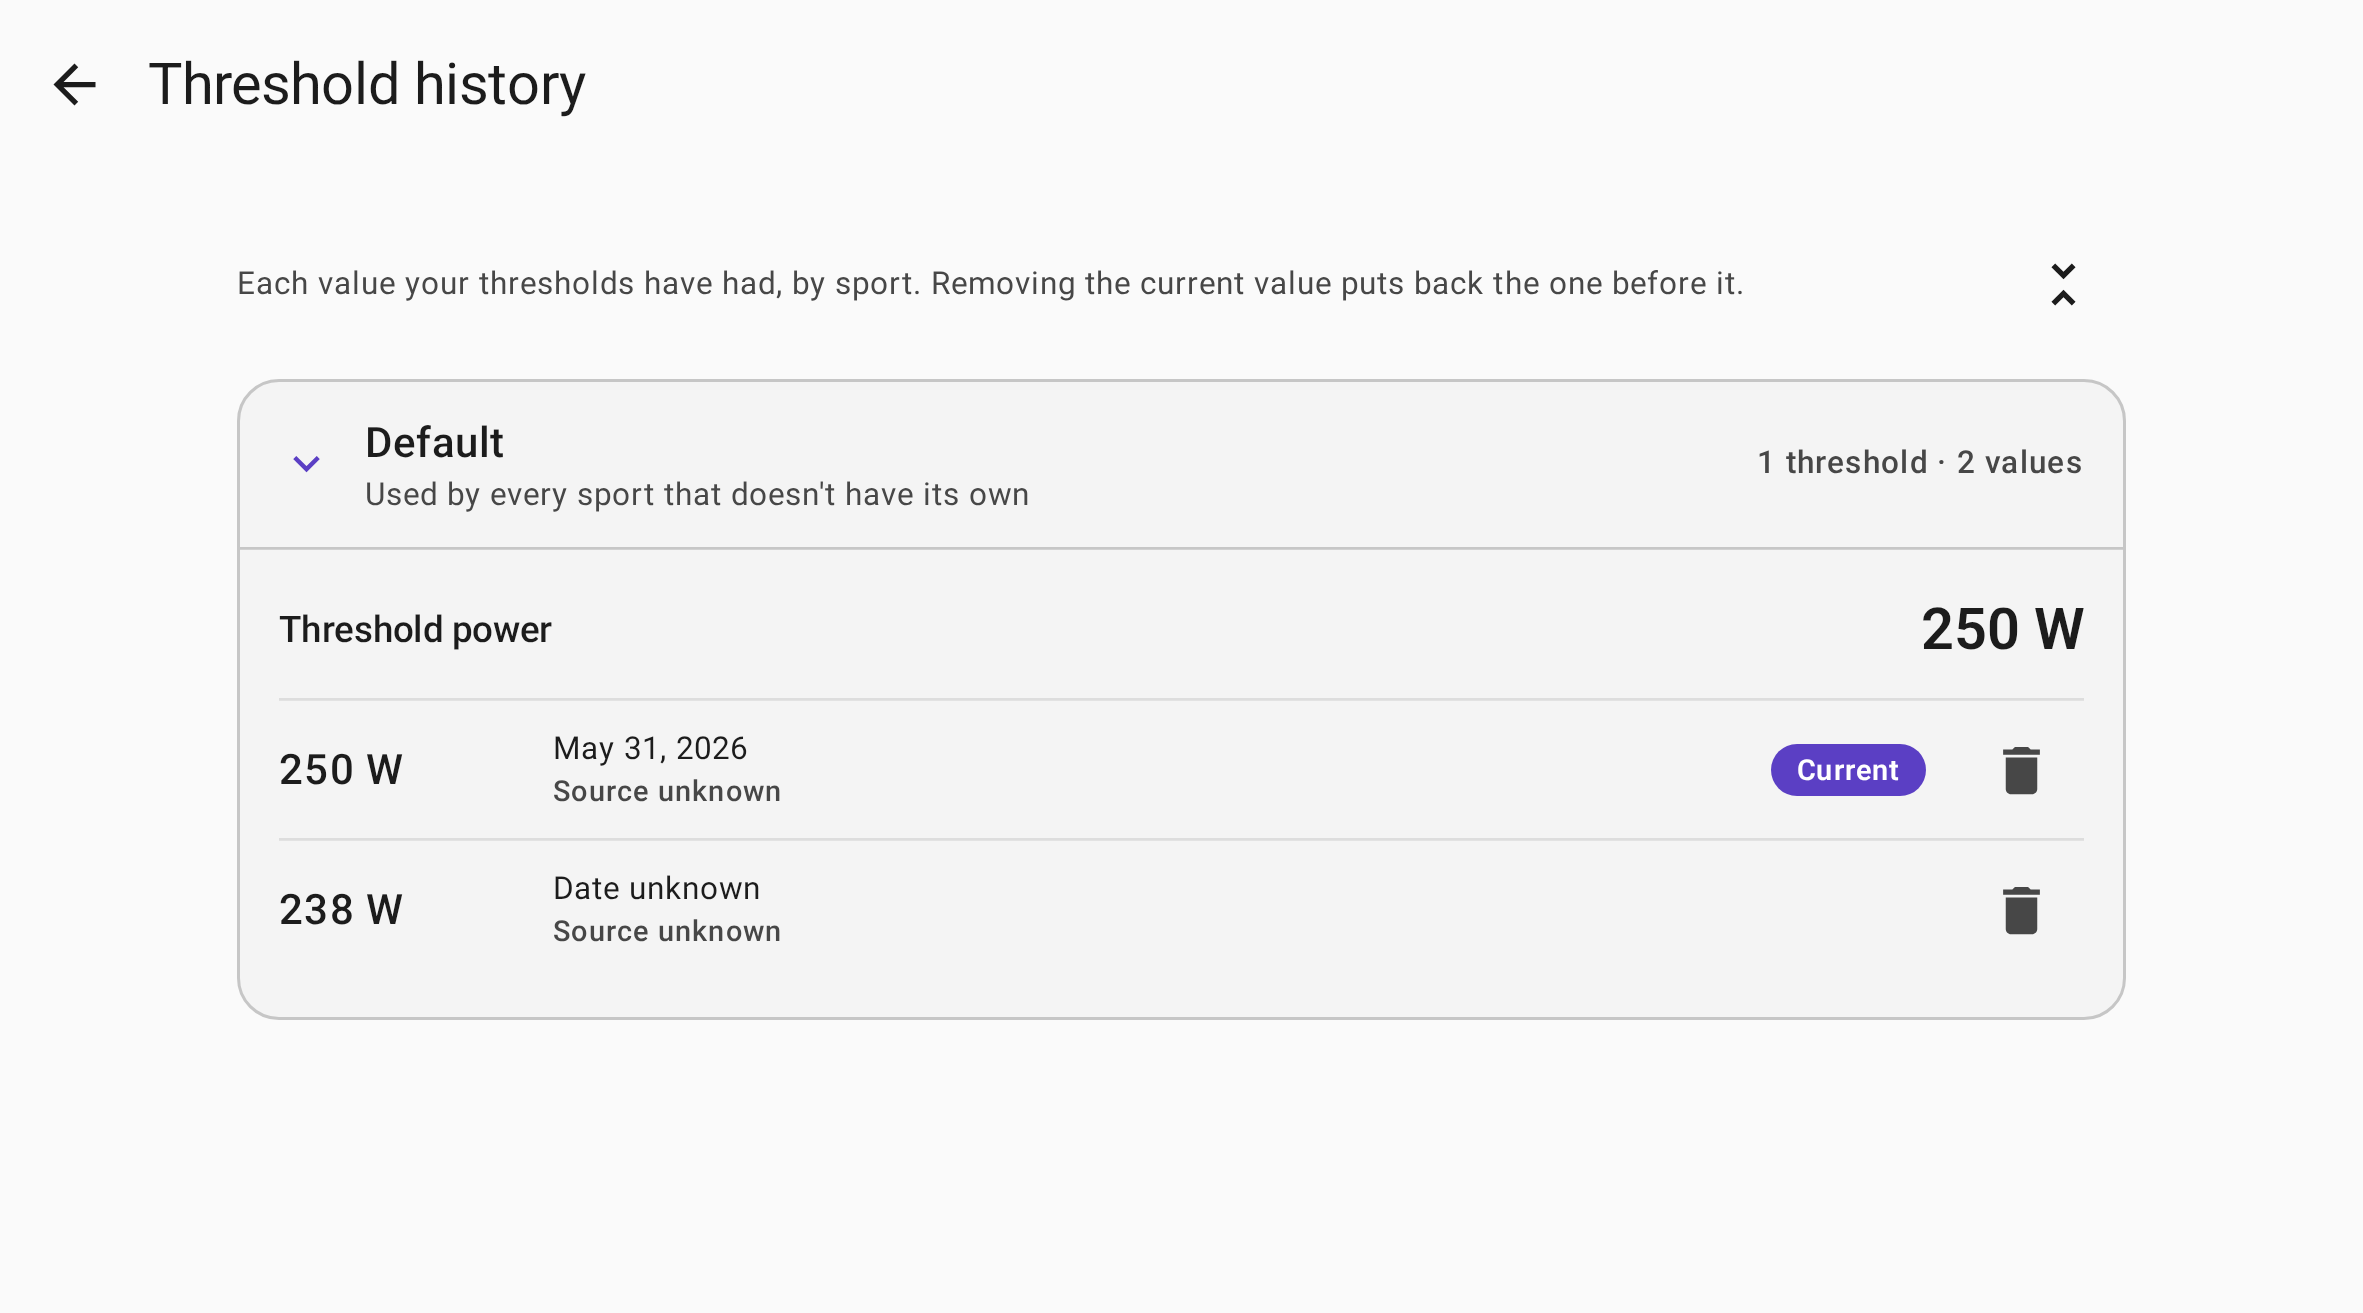 Threshold history
Each value your thresholds have had, by sport. Removing the current value puts back the one before it.
Default
Used by every sport that doesn't have its own
1 threshold · 2 values
Threshold power
250 W
250 W
May 31, 2026
Source unknown
Current
238 W
Date unknown
Source unknown